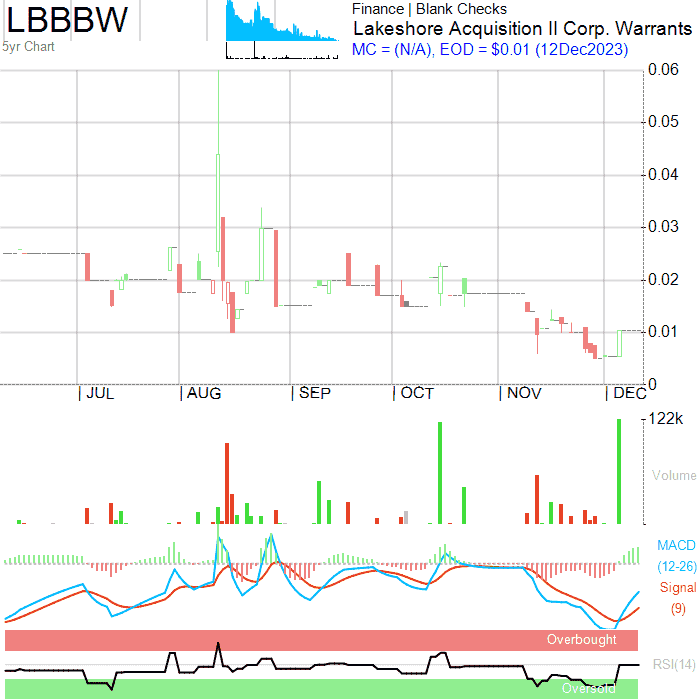 LBBBW
5yr Chart
Finance | Blank Checks
Lakeshore Acquisition II Corp. Warrants
MC = (N/A), EOD = $0.01 (12Dec2023)
0.06
0.05
0.04
0.03
0.02
0.01
0
| JUL | AUG | SEP | OCT | NOV | DEC
122k
Volume
MACD
(12-26)
Signal
(9)
Overbought
RSI(14)
Oversold